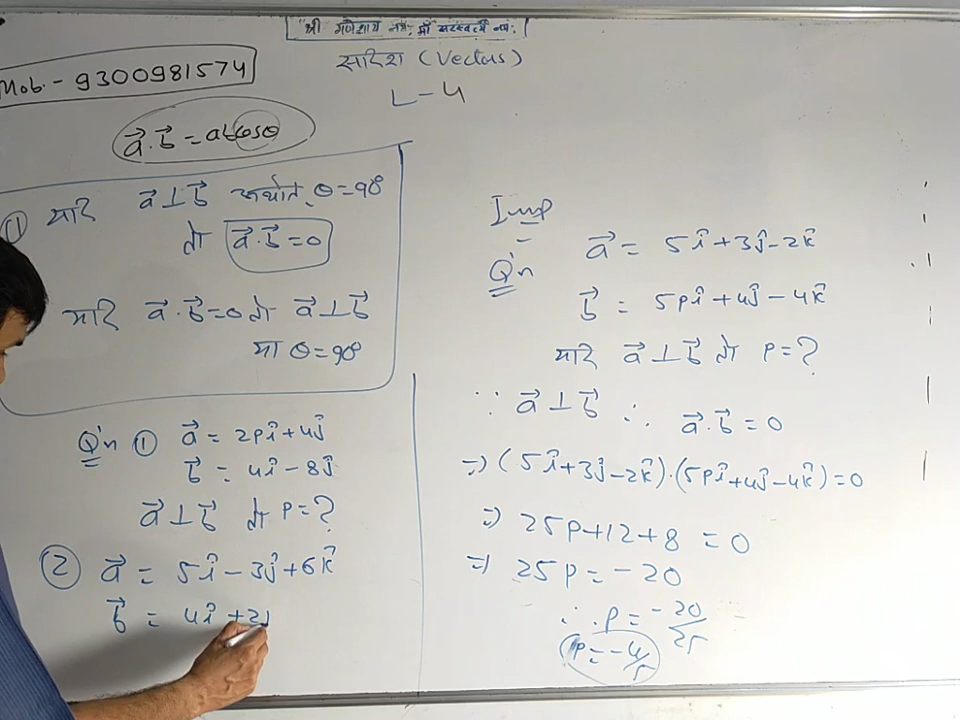 "श्री गणेशाय नमः, माँ सरस्वत्यै नमः"
सदिश (Vectors)
L-4
Mob.- 9300981574
a⃗.b⃗ = ab cosθ
① यदि a⃗⊥b⃗ अर्थात् θ=90°
तो a⃗.b⃗=0
यदि a⃗.b⃗=0 तो a⃗⊥b⃗
या θ=90°
Q'n ① a⃗ = 2pî+4ĵ
b⃗ = 4î-8ĵ
a⃗⊥b⃗ तो p=?
② a⃗ = 5î-3ĵ+6k̂
b⃗ = 4î+2
Imp
Q'n
a⃗ = 5î+3ĵ-2k̂
b⃗ = 5pî+4ĵ-4k̂
यदि a⃗⊥b⃗ तो p=?
∵ a⃗⊥b⃗ ∴ a⃗.b⃗=0
⇒ (5î+3ĵ-2k̂).(5pî+4ĵ-4k̂)=0
⇒ 25p+12+8=0
⇒ 25p=-20
∴ p=-20/25
p=-4/5